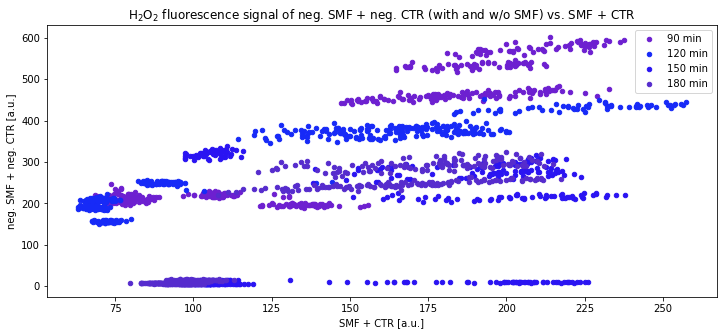 H₂O₂ fluorescence signal of neg. SMF + neg. CTR (with and w/o SMF) vs. SMF + CTR
600
500
400
300
200
100
0
neg. SMF + neg. CTR [a.u.]
90 min
120 min
150 min
180 min
75 100 125 150 175 200 225 250
SMF + CTR [a.u.]